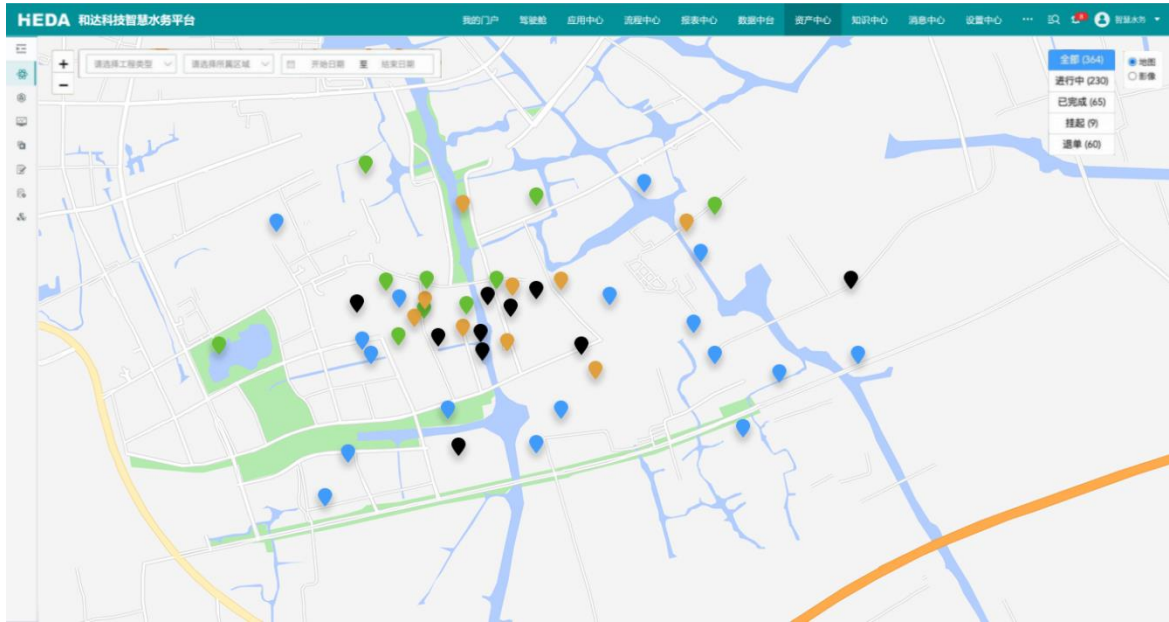 HEDA 和达科技智慧水务平台 我的门户 驾驶舱 应用中心 流程中心 报表中心 数据中台 资产中心 知识中心 消息中心 设置中心 ···
+ 请选择工程类型 请选择所属区域 开始日期 至 结束日期
−
全部 (364)
进行中 (230)
已完成 (65)
挂起 (9)
退单 (60)
地图
影像